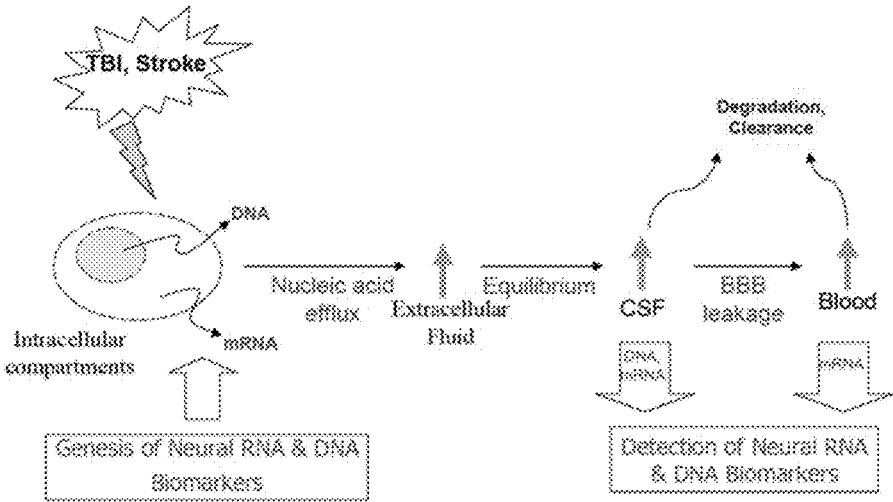 TBI, Stroke
Degradation,
Clearance
DNA
Nucleic acid
efflux
Extracellular
Fluid
Equilibrium
CSF
BBB
leakage
Blood
mRNA
Intracellular
compartments
DNA,
mRNA
mRNA
Genesis of Neural RNA & DNA
Biomarkers
Detection of Neural RNA
& DNA Biomarkers